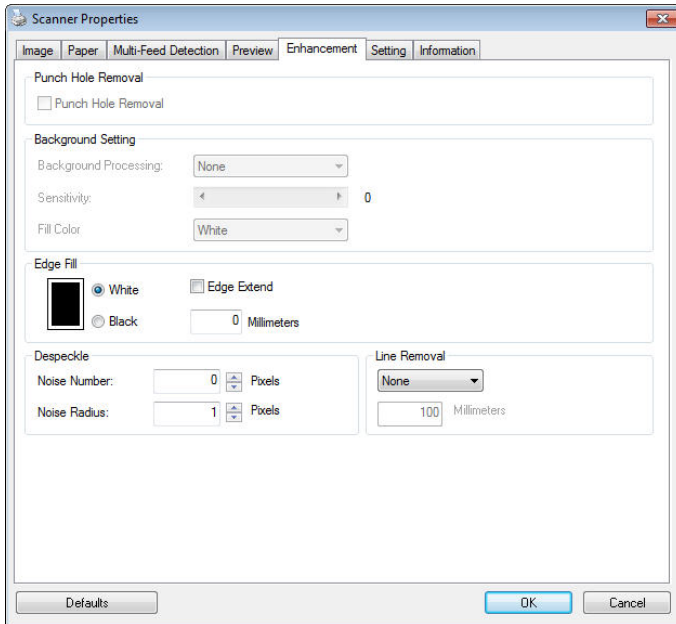 Scanner Properties
Image Paper Multi-Feed Detection Preview Enhancement Setting Information
Punch Hole Removal
Punch Hole Removal
Background Setting
Background Processing: None
Sensitivity: 0
Fill Color White
Edge Fill
White Edge Extend
Black 0 Millimeters
Despeckle
Noise Number: 0 Pixels
Noise Radius: 1 Pixels
Line Removal
None
100 Millimeters
Defaults OK Cancel